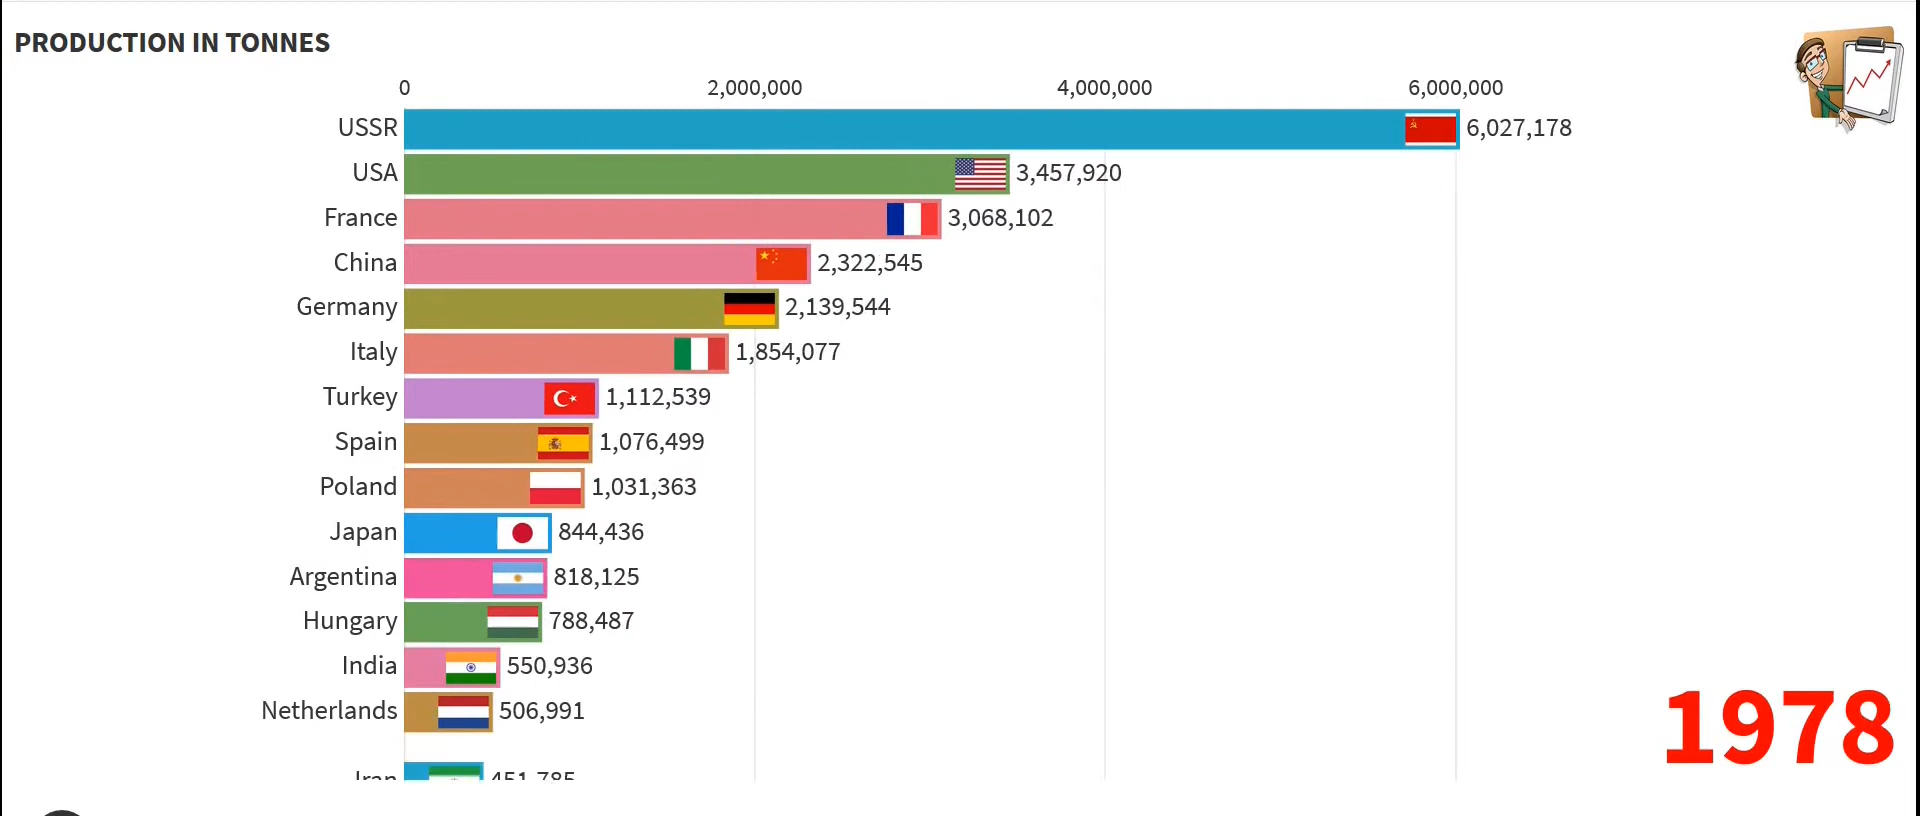 PRODUCTION IN TONNES
0 2,000,000 4,000,000 6,000,000
USSR 6,027,178
USA 3,457,920
France 3,068,102
China 2,322,545
Germany 2,139,544
Italy 1,854,077
Turkey 1,112,539
Spain 1,076,499
Poland 1,031,363
Japan 844,436
Argentina 818,125
Hungary 788,487
India 550,936
Netherlands 506,991
Iran 451,785
1978